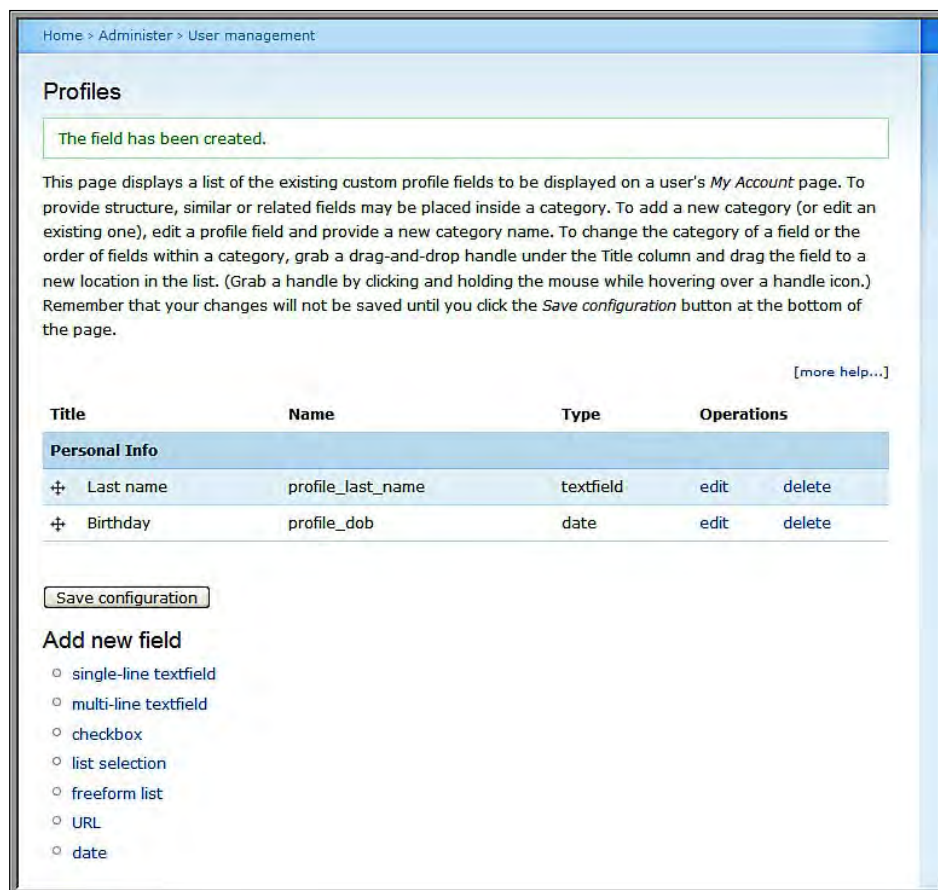 Home > Administer > User management
Profiles
The field has been created.
This page displays a list of the existing custom profile fields to be displayed on a user's My Account page. To
provide structure, similar or related fields may be placed inside a category. To add a new category (or edit an
existing one), edit a profile field and provide a new category name. To change the category of a field or the
order of fields within a category, grab a drag-and-drop handle under the Title column and drag the field to a
new location in the list. (Grab a handle by clicking and holding the mouse while hovering over a handle icon.)
Remember that your changes will not be saved until you click the Save configuration button at the bottom of
the page.
[more help...]
Title Name Type Operations
Personal Info
Last name profile_last_name textfield edit delete
Birthday profile_dob date edit delete
Save configuration
Add new field
single-line textfield
multi-line textfield
checkbox
list selection
freeform list
URL
date